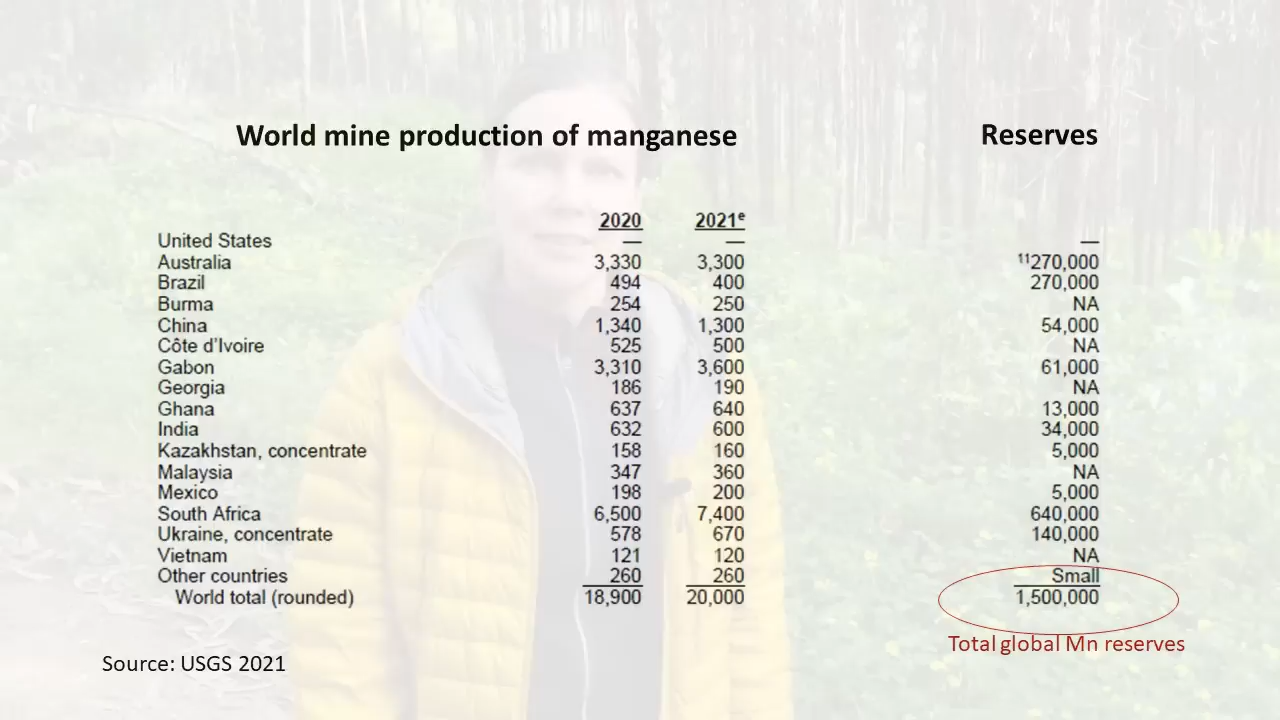 World mine production of manganese Reserves
2020 2021ᵉ
United States — — —
Australia 3,330 3,300 ¹¹270,000
Brazil 494 400 270,000
Burma 254 250 NA
China 1,340 1,300 54,000
Côte d'Ivoire 525 500 NA
Gabon 3,310 3,600 61,000
Georgia 186 190 NA
Ghana 637 640 13,000
India 632 600 34,000
Kazakhstan, concentrate 158 160 5,000
Malaysia 347 360 NA
Mexico 198 200 5,000
South Africa 6,500 7,400 640,000
Ukraine, concentrate 578 670 140,000
Vietnam 121 120 NA
Other countries 260 260 Small
World total (rounded) 18,900 20,000 1,500,000
Total global Mn reserves
Source: USGS 2021